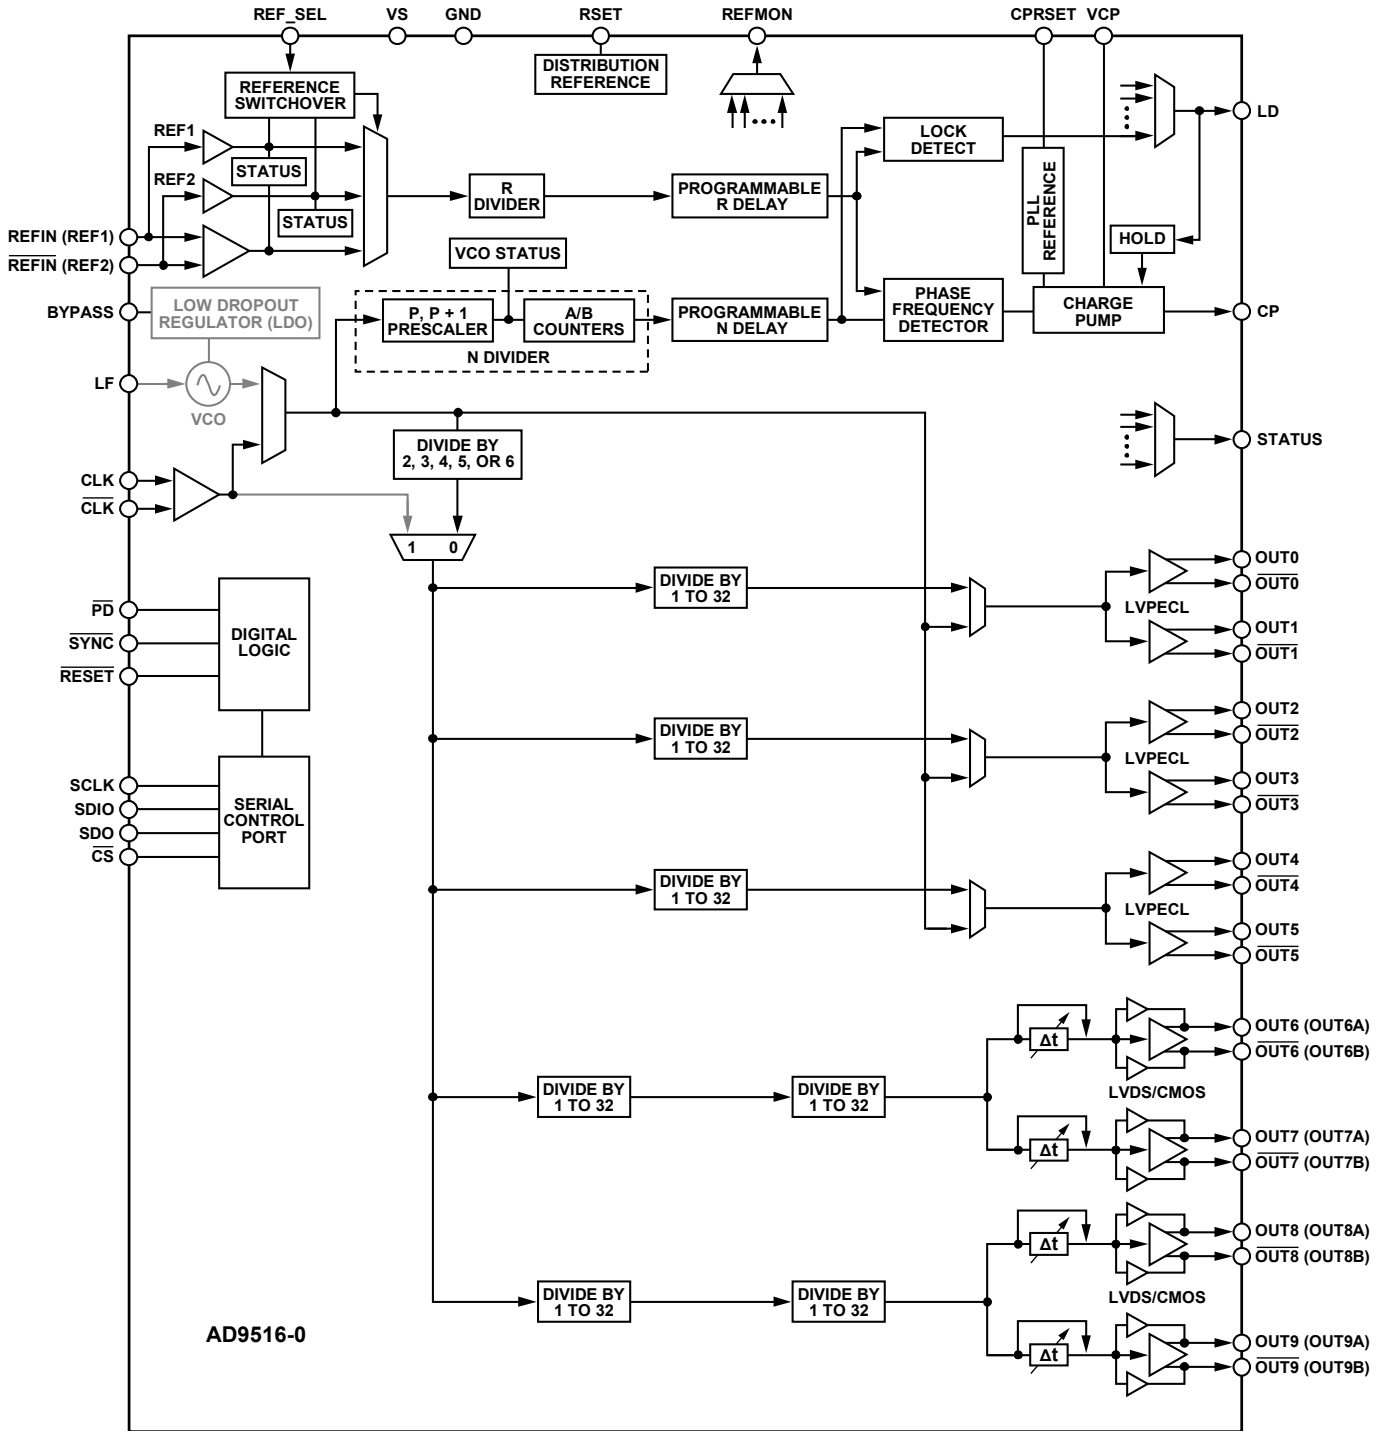 REF_SEL VS GND RSET REFMON CPRSET VCP
DISTRIBUTION
REFERENCE
REFERENCE
SWITCHOVER
REF1
STATUS
REF2
STATUS
REFIN (REF1)
REFIN (REF2)
BYPASS
LF
CLK
CLK
R
DIVIDER
PROGRAMMABLE
R DELAY
LOCK
DETECT
PLL
REFERENCE
LD
HOLD
VCO STATUS
LOW DROPOUT
REGULATOR (LDO)
P, P + 1
PRESCALER
A/B
COUNTERS
N DIVIDER
PROGRAMMABLE
N DELAY
PHASE
FREQUENCY
DETECTOR
CHARGE
PUMP
CP
VCO
DIVIDE BY
2, 3, 4, 5, OR 6
STATUS
1 0
PD
SYNC
RESET
DIGITAL
LOGIC
SCLK
SDIO
SDO
CS
SERIAL
CONTROL
PORT
DIVIDE BY
1 TO 32
LVPECL
OUT0
OUT0
OUT1
OUT1
DIVIDE BY
1 TO 32
LVPECL
OUT2
OUT2
OUT3
OUT3
DIVIDE BY
1 TO 32
LVPECL
OUT4
OUT4
OUT5
OUT5
DIVIDE BY
1 TO 32
DIVIDE BY
1 TO 32
Δt
Δt
LVDS/CMOS
OUT6 (OUT6A)
OUT6 (OUT6B)
OUT7 (OUT7A)
OUT7 (OUT7B)
DIVIDE BY
1 TO 32
DIVIDE BY
1 TO 32
Δt
Δt
LVDS/CMOS
OUT8 (OUT8A)
OUT8 (OUT8B)
OUT9 (OUT9A)
OUT9 (OUT9B)
AD9516-0